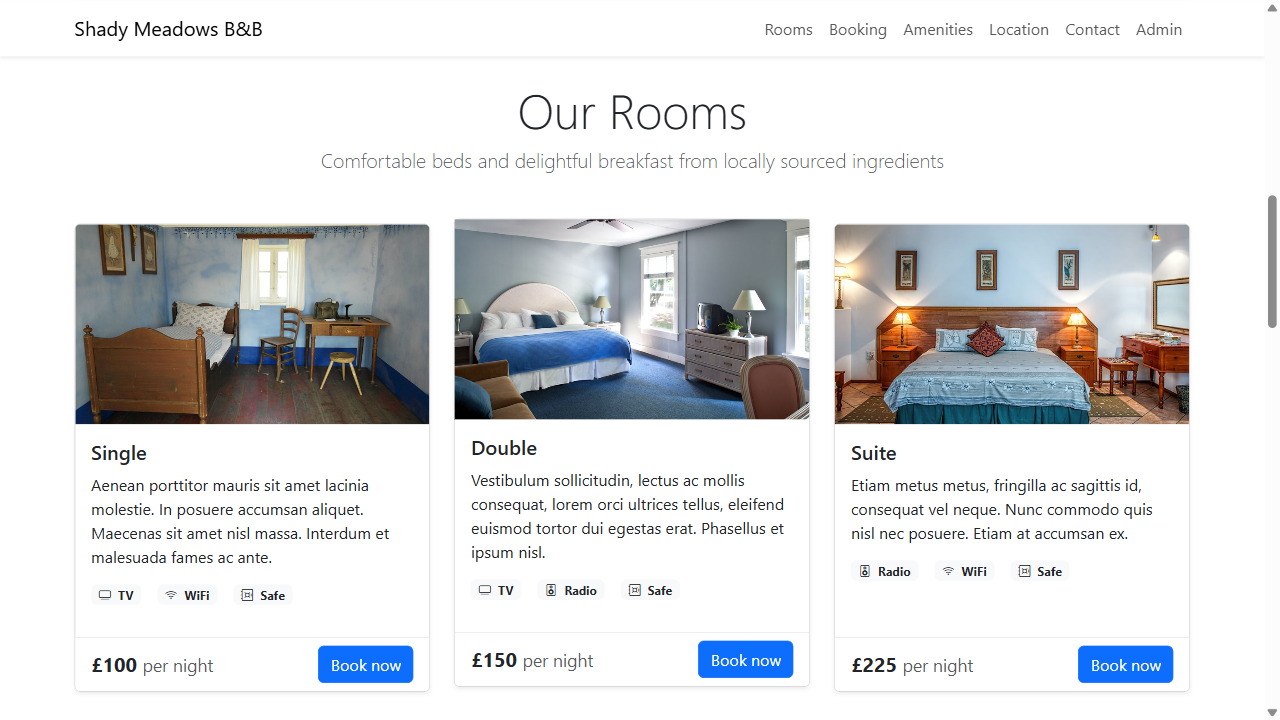 Shady Meadows B&B
Rooms Booking Amenities Location Contact Admin
Our Rooms
Comfortable beds and delightful breakfast from locally sourced ingredients
Single
Aenean porttitor mauris sit amet lacinia
molestie. In posuere accumsan aliquet.
Maecenas sit amet nisl massa. Interdum et
malesuada fames ac ante.
TV WiFi Safe
£100 per night
Book now
Double
Vestibulum sollicitudin, lectus ac mollis
consequat, lorem orci ultrices tellus, eleifend
euismod tortor dui egestas erat. Phasellus et
ipsum nisl.
TV Radio Safe
£150 per night
Book now
Suite
Etiam metus metus, fringilla ac sagittis id,
consequat vel neque. Nunc commodo quis
nisl nec posuere. Etiam at accumsan ex.
Radio WiFi Safe
£225 per night
Book now